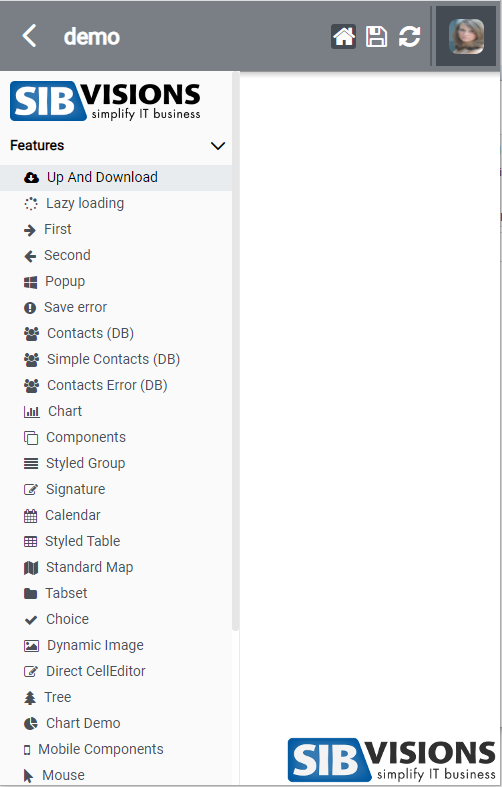 demo
SIBVISIONS
simplify IT business
Features
Up And Download
Lazy loading
First
Second
Popup
Save error
Contacts (DB)
Simple Contacts (DB)
Contacts Error (DB)
Chart
Components
Styled Group
Signature
Calendar
Styled Table
Standard Map
Tabset
Choice
Dynamic Image
Direct CellEditor
Tree
Chart Demo
Mobile Components
Mouse
SIBVISIONS
simplify IT business